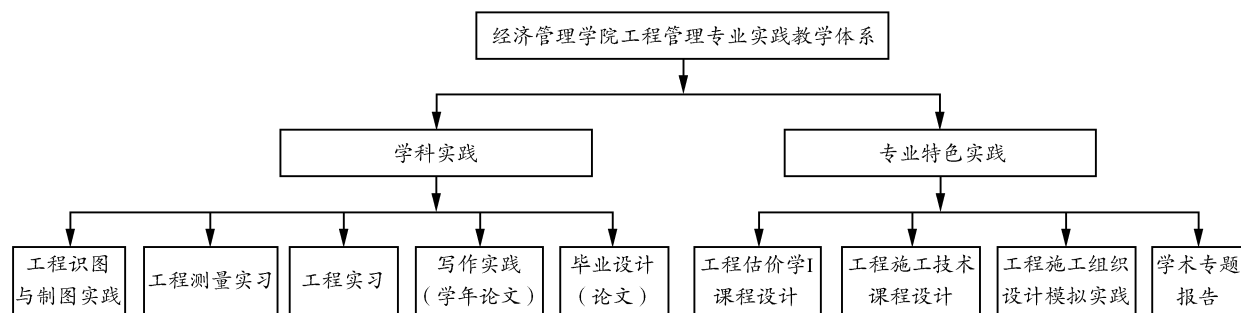 经济管理学院工程管理专业实践教学体系
学科实践
专业特色实践
工程识图
与制图实践
工程测量实习
工程实习
写作实践
(学年论文)
毕业设计
(论文)
工程估价学I
课程设计
工程施工技术
课程设计
工程施工组织
设计模拟实践
学术专题
报告